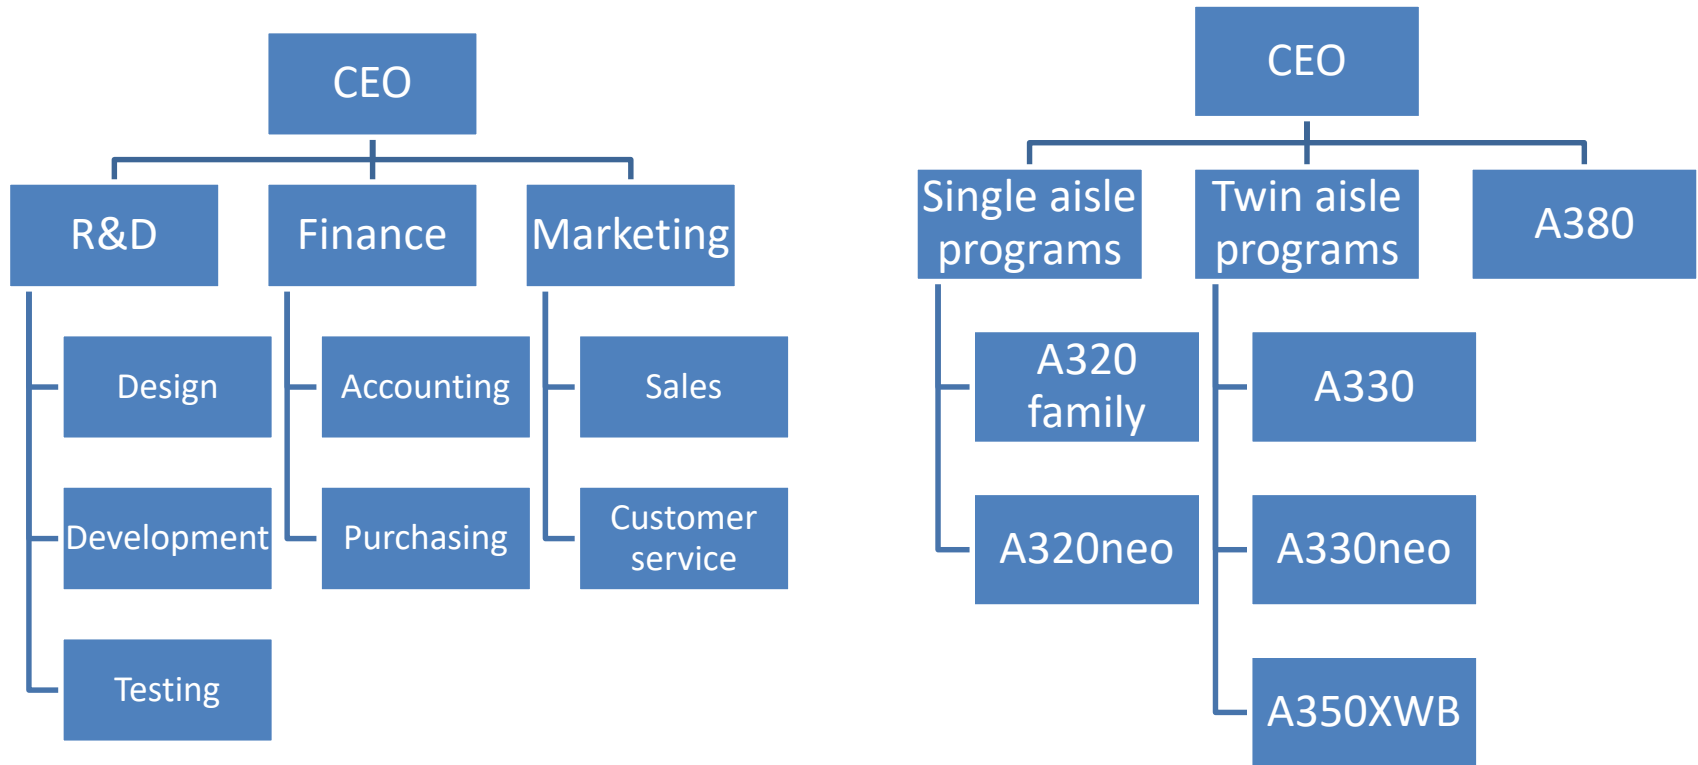 CEO
R&D
Finance
Marketing
Design
Accounting
Sales
Development
Purchasing
Customer
service
Testing
CEO
Single aisle
programs
Twin aisle
programs
A380
A320
family
A330
A320neo
A330neo
A350XWB